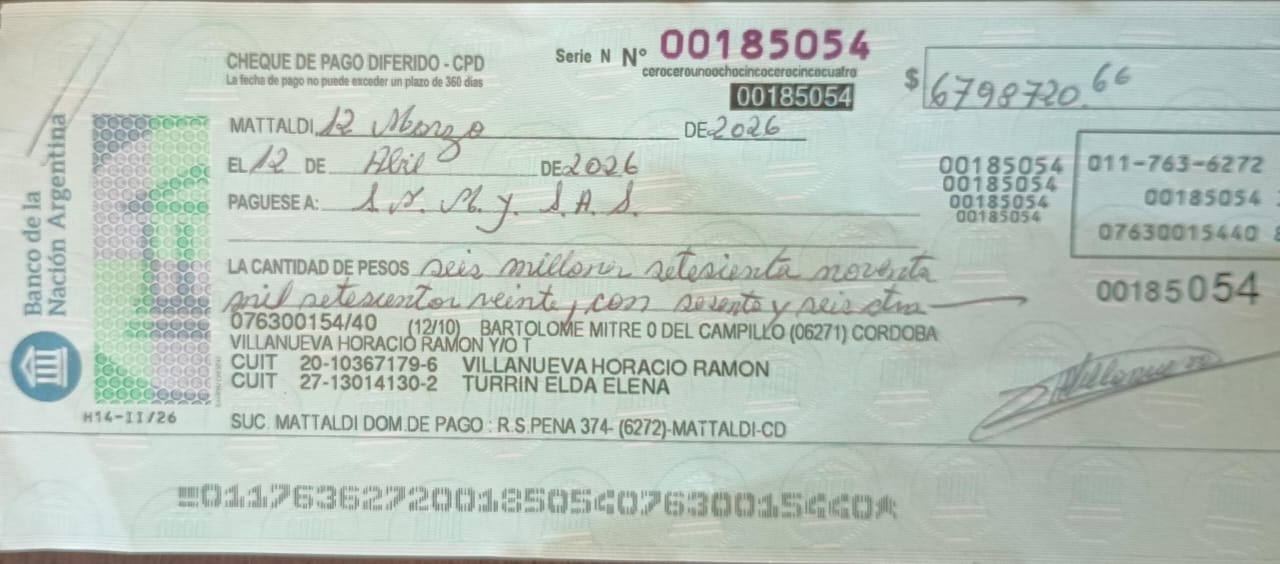 CHEQUE DE PAGO DIFERIDO - CPD
La fecha de pago no puede exceder un plazo de 360 días
Serie N Nº 00185054
cerocerounoochocincocerocincocuatro
00185054
$ 6798720.66
MATTALDI, 12 Marzo DE 2026
EL 12 DE Abril DE 2026
PAGUESE A: S.A.S.
00185054
00185054
00185054
00185054
011-763-6272
00185054
07630015440 8
00185054
LA CANTIDAD DE PESOS seis millones setesienta noventa
mil setesientos veinte, con sesenta y seis ctvs
076300154/40 (12/10) BARTOLOME MITRE 0 DEL CAMPILLO (06271) CORDOBA
VILLANUEVA HORACIO RAMON Y/O T
CUIT 20-10367179-6 VILLANUEVA HORACIO RAMON
CUIT 27-13014130-2 TURRIN ELDA ELENA
SUC. MATTALDI DOM.DE PAGO : R.S.PENA 374- (6272)-MATTALDI-CD
Banco de la
Nación Argentina
H14-II/26
01176362720018505407630015440